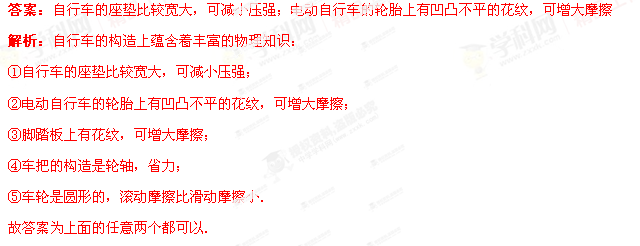 答案：自行车的座垫比较宽大，可减小压强；电动自行车的轮胎上有凹凸不平的花纹，可增大摩擦
解析：自行车的构造上蕴含着丰富的物理知识：
①自行车的座垫比较宽大，可减小压强；
②电动自行车的轮胎上有凹凸不平的花纹，可增大摩擦；
③脚踏板上有花纹，可增大摩擦；
④车把的构造是轮轴，省力；
⑤车轮是圆形的，滚动摩擦比滑动摩擦小．
故答案为上面的任意两个都可以．
学科网